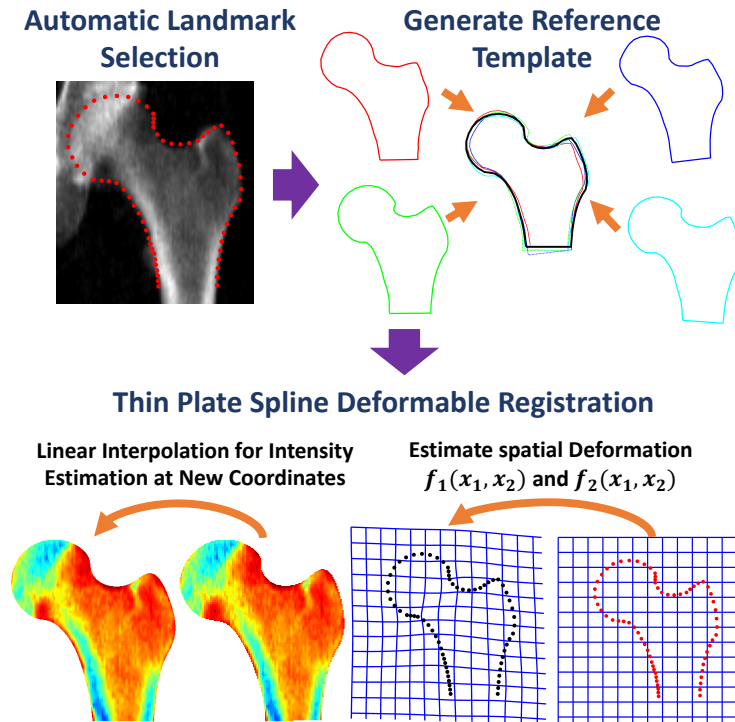 Automatic Landmark
Selection
Generate Reference
Template
Thin Plate Spline Deformable Registration
Linear Interpolation for Intensity
Estimation at New Coordinates
Estimate spatial Deformation
𝒇₁(𝒙₁, 𝒙₂) and 𝒇₂(𝒙₁, 𝒙₂)